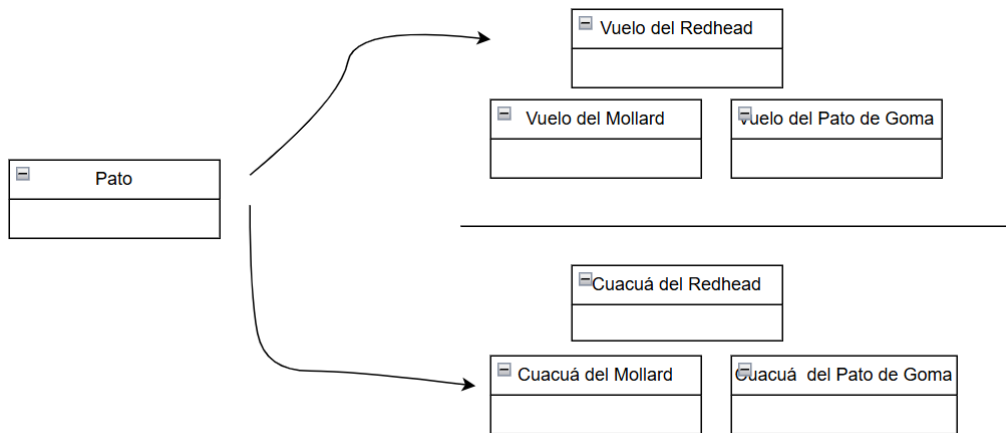 Vuelo del Redhead
Vuelo del Mollard
Vuelo del Pato de Goma
Pato
Cuacuá del Redhead
Cuacuá del Mollard
Cuacuá del Pato de Goma